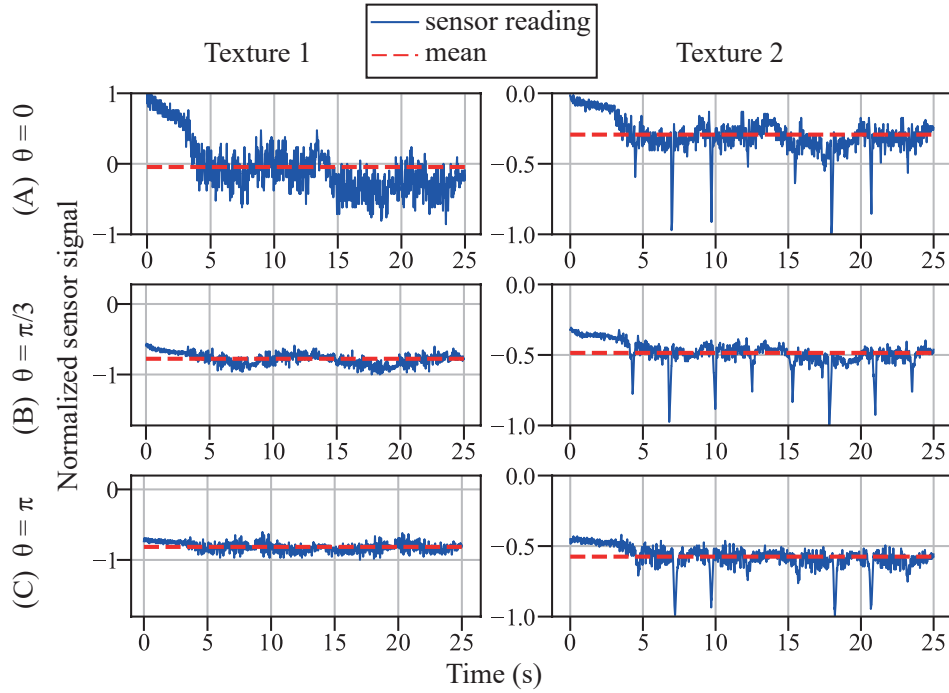 sensor reading
mean
Texture 1
Texture 2
Normalized sensor signal
(A) θ = 0
1
0
−1
0 5 10 15 20 25
0.0
−0.5
−1.0
0 5 10 15 20 25
(B) θ = π/3
0
−1
0 5 10 15 20 25
0.0
−0.5
−1.0
0 5 10 15 20 25
(C) θ = π
0
−1
0 5 10 15 20 25
0.0
−0.5
−1.0
0 5 10 15 20 25
Time (s)